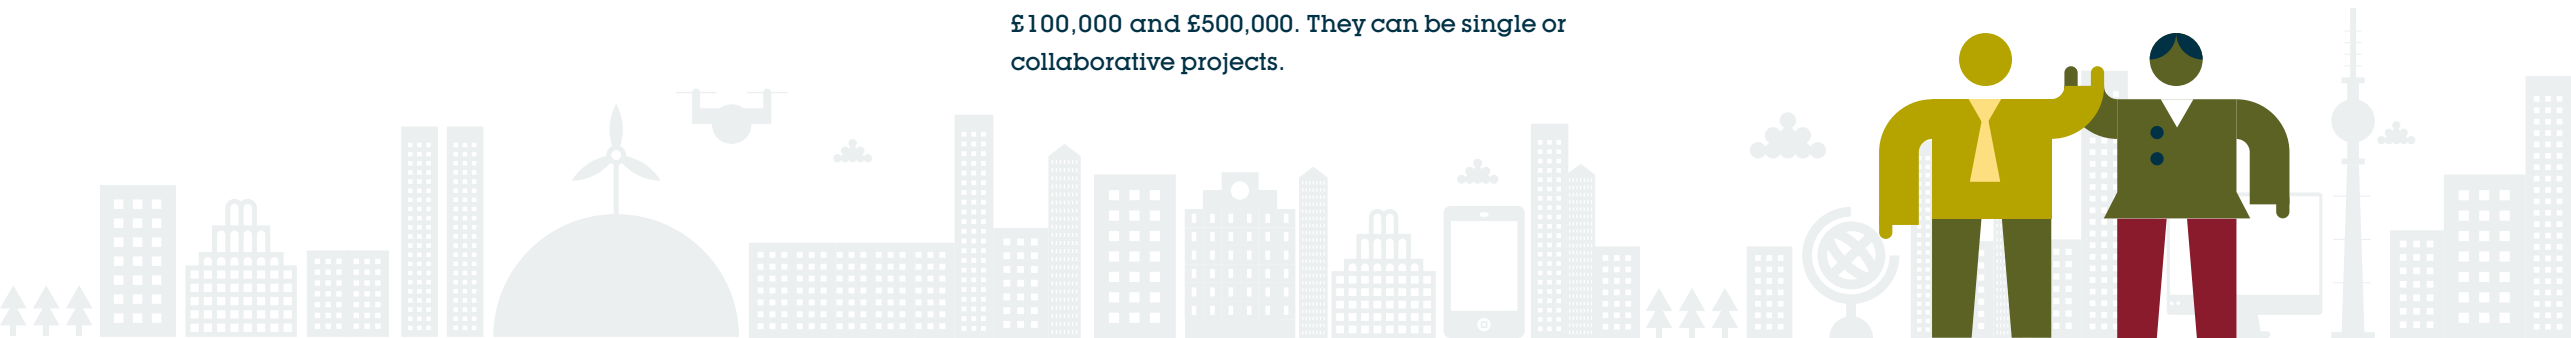 £100,000 and £500,000. They can be single or
collaborative projects.